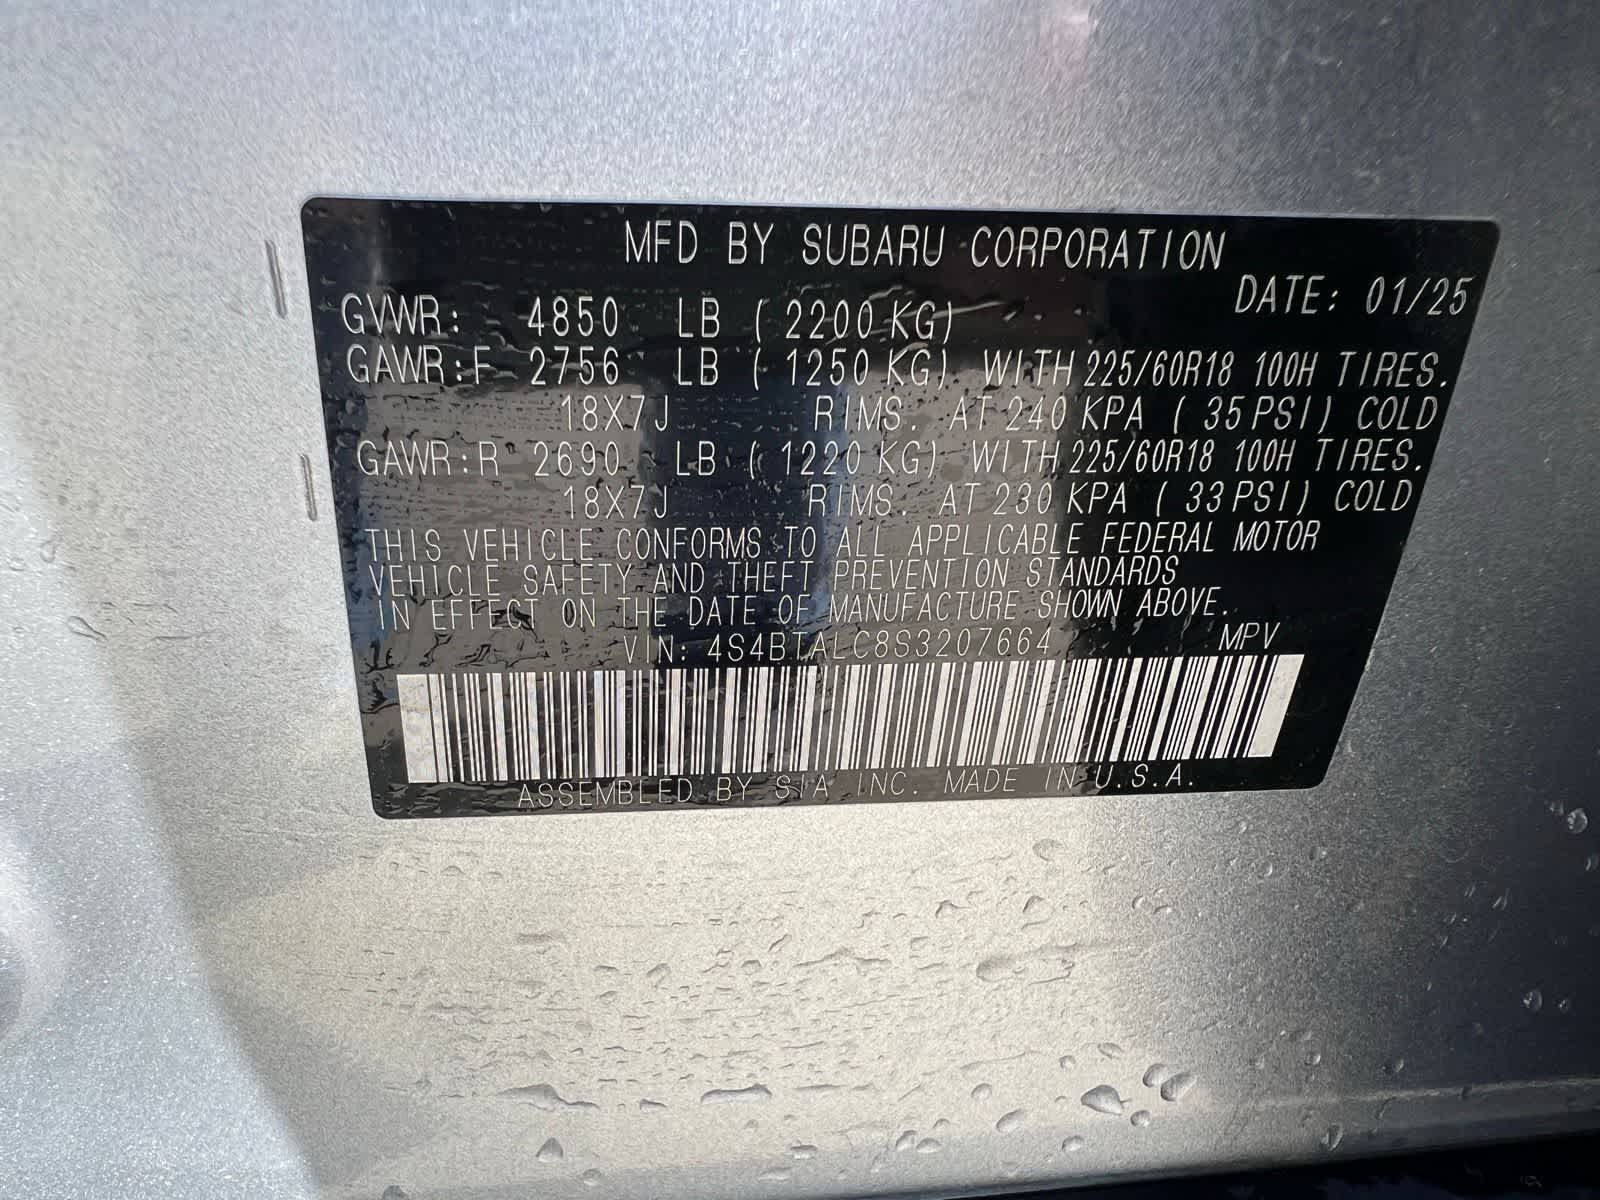 MFD BY SUBARU CORPORATION
DATE: 01/25
GVWR: 4850 LB ( 2200 KG)
GAWR:F 2756 LB ( 1250 KG) WITH 225/60R18 100H TIRES.
18X7J RIMS. AT 240 KPA ( 35 PSI) COLD
GAWR:R 2690 LB ( 1220 KG) WITH 225/60R18 100H TIRES.
18X7J RIMS. AT 230 KPA ( 33 PSI) COLD
THIS VEHICLE CONFORMS TO ALL APPLICABLE FEDERAL MOTOR
VEHICLE SAFETY AND THEFT PREVENTION STANDARDS
IN EFFECT ON THE DATE OF MANUFACTURE SHOWN ABOVE.
VIN: 4S4BTALC8S3207664 MPV
ASSEMBLED BY SIA INC. MADE IN U.S.A.